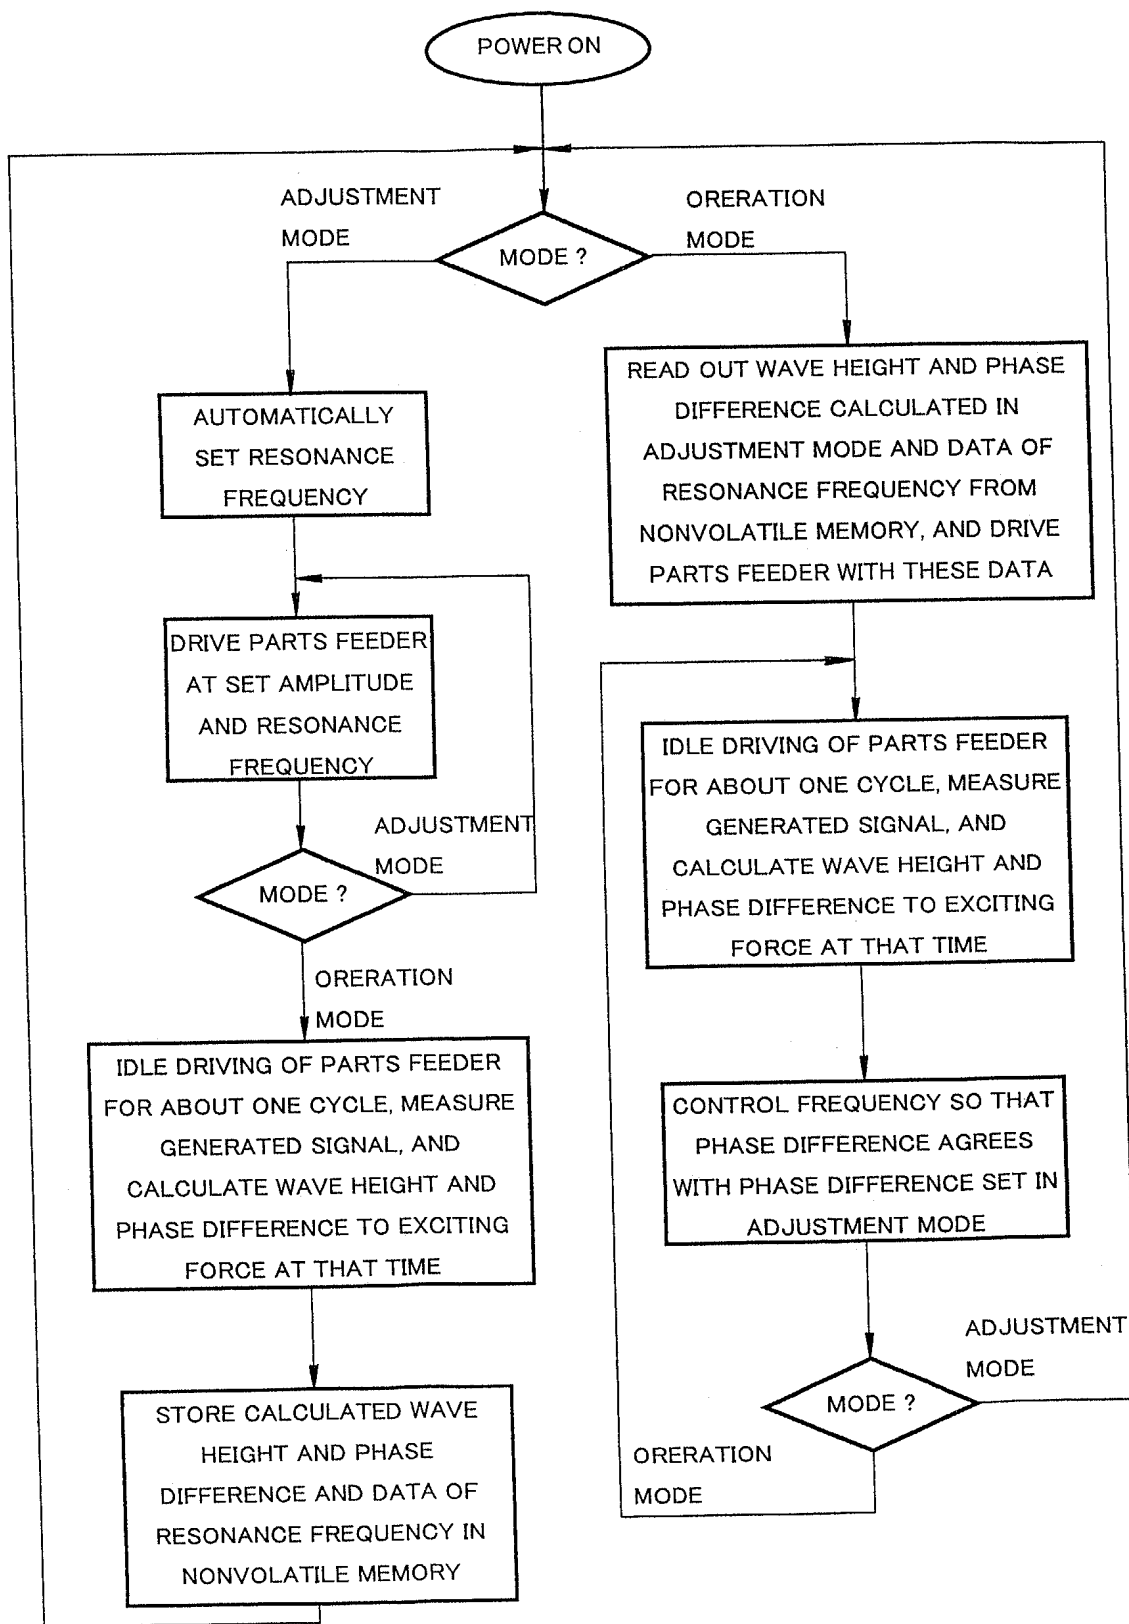 POWER ON
ADJUSTMENT
MODE
ORERATION
MODE
MODE ?
AUTOMATICALLY
SET RESONANCE
FREQUENCY
DRIVE PARTS FEEDER
AT SET AMPLITUDE
AND RESONANCE
FREQUENCY
ADJUSTMENT
MODE
MODE ?
ORERATION
MODE
IDLE DRIVING OF PARTS FEEDER
FOR ABOUT ONE CYCLE, MEASURE
GENERATED SIGNAL, AND
CALCULATE WAVE HEIGHT AND
PHASE DIFFERENCE TO EXCITING
FORCE AT THAT TIME
STORE CALCULATED WAVE
HEIGHT AND PHASE
DIFFERENCE AND DATA OF
RESONANCE FREQUENCY IN
NONVOLATILE MEMORY
READ OUT WAVE HEIGHT AND PHASE
DIFFERENCE CALCULATED IN
ADJUSTMENT MODE AND DATA OF
RESONANCE FREQUENCY FROM
NONVOLATILE MEMORY, AND DRIVE
PARTS FEEDER WITH THESE DATA
IDLE DRIVING OF PARTS FEEDER
FOR ABOUT ONE CYCLE, MEASURE
GENERATED SIGNAL, AND
CALCULATE WAVE HEIGHT AND
PHASE DIFFERENCE TO EXCITING
FORCE AT THAT TIME
CONTROL FREQUENCY SO THAT
PHASE DIFFERENCE AGREES
WITH PHASE DIFFERENCE SET IN
ADJUSTMENT MODE
ADJUSTMENT
MODE
MODE ?
ORERATION
MODE